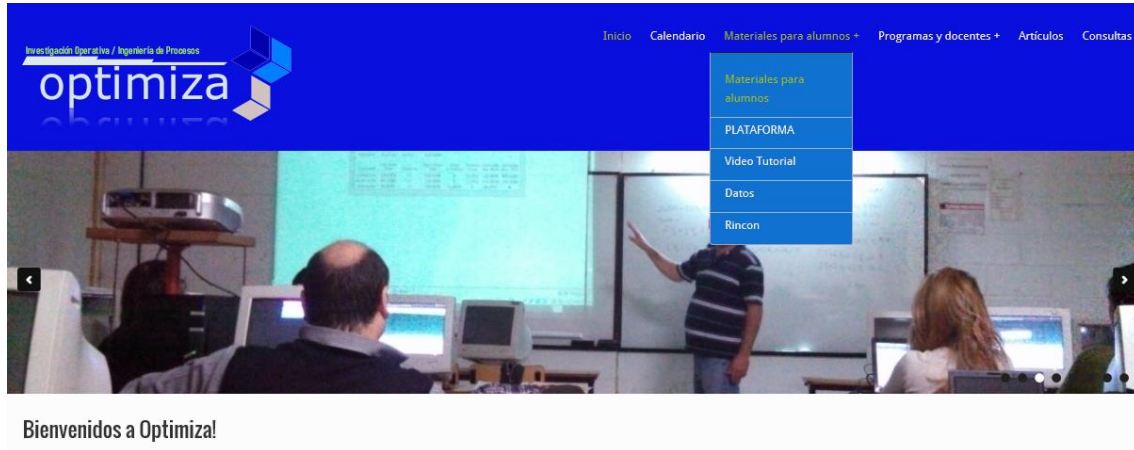 Investigación Operativa / Ingeniería de Procesos
optimiza
Inicio Calendario Materiales para alumnos + Programas y docentes + Artículos Consultas
Materiales para
alumnos
PLATAFORMA
Video Tutorial
Datos
Rincon
Bienvenidos a Optimiza!